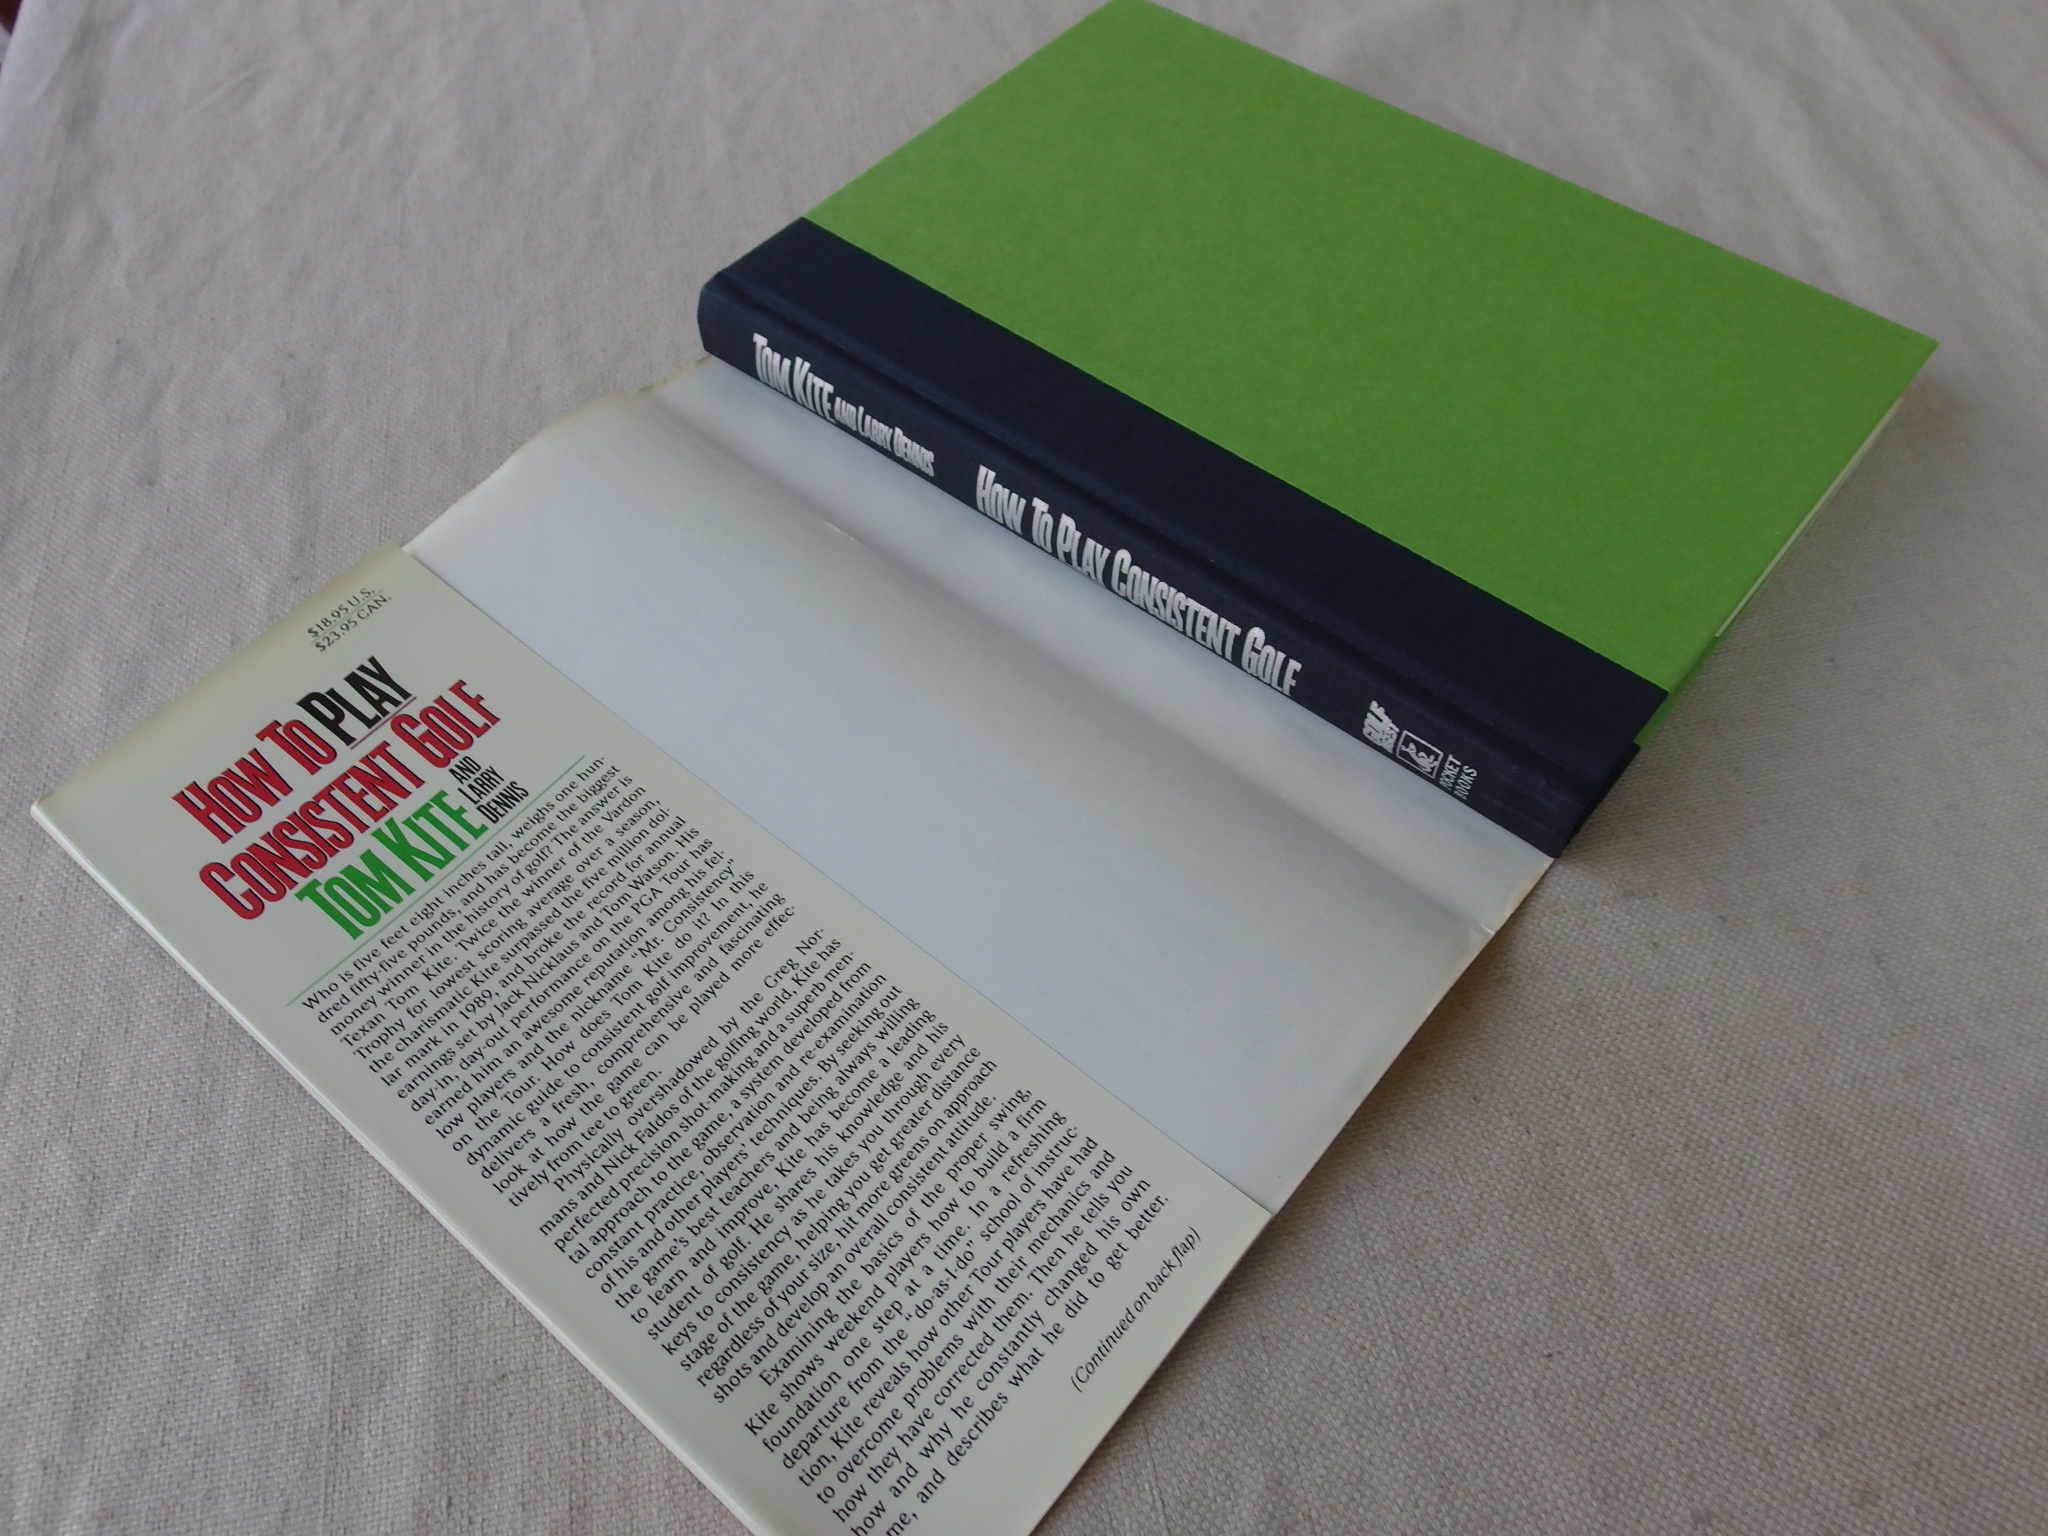 TOM KITE AND LARRY DENNIS HOW TO PLAY CONSISTENT GOLF
GOLF DIGEST
POCKET
BOOKS
$18.95 U.S.
$23.95 CAN.
HOW TO PLAY
CONSISTENT GOLF
TOM KITE
AND
LARRY
DENNIS
Who is five feet eight inches tall, weighs one hun-
dred fifty-five pounds, and has become the biggest
money winner in the history of golf? The answer is
Texan Tom Kite. Twice the winner of the Vardon
Trophy for lowest scoring average over a season,
the charismatic Kite surpassed the five million dol-
lar mark in 1989, and broke the record for annual
earnings set by Jack Nicklaus and Tom Watson. His
day-in, day-out performance on the PGA Tour has
earned him an awesome reputation among his fel-
low players and the nickname “Mr. Consistency”
on the Tour. How does Tom Kite do it? In this
dynamic guide to consistent golf improvement, he
delivers a fresh, comprehensive and fascinating
look at how the game can be played more effec-
tively from tee to green.
Physically overshadowed by the Greg Nor-
mans and Nick Faldos of the golfing world, Kite has
perfected precision shot-making and a superb men-
tal approach to the game, a system developed from
constant practice, observation and re-examination
of his and other players’ techniques. By seeking out
the game’s best teachers and being always willing
to learn and improve, Kite has become a leading
student of golf. He shares his knowledge and his
keys to consistency as he takes you through every
stage of the game, helping you get greater distance
regardless of your size, hit more greens on approach
shots and develop an overall consistent attitude.
Examining the basics of the proper swing,
Kite shows weekend players how to build a firm
foundation one step at a time. In a refreshing
departure from the “do-as-I-do” school of instruc-
tion, Kite reveals how other Tour players have had
to overcome problems with their mechanics and
how they have corrected them. Then he tells you
how and why he constantly changed his own
me, and describes what he did to get better.
(Continued on back flap)